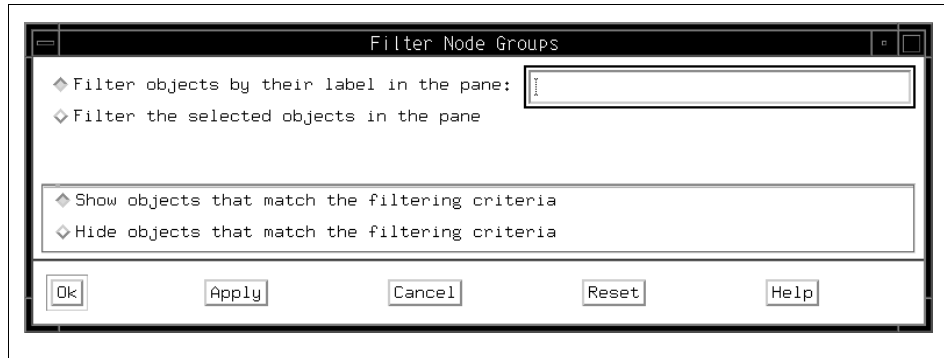 Filter Node Groups
Filter objects by their label in the pane:
Filter the selected objects in the pane
Show objects that match the filtering criteria
Hide objects that match the filtering criteria
Ok Apply Cancel Reset Help